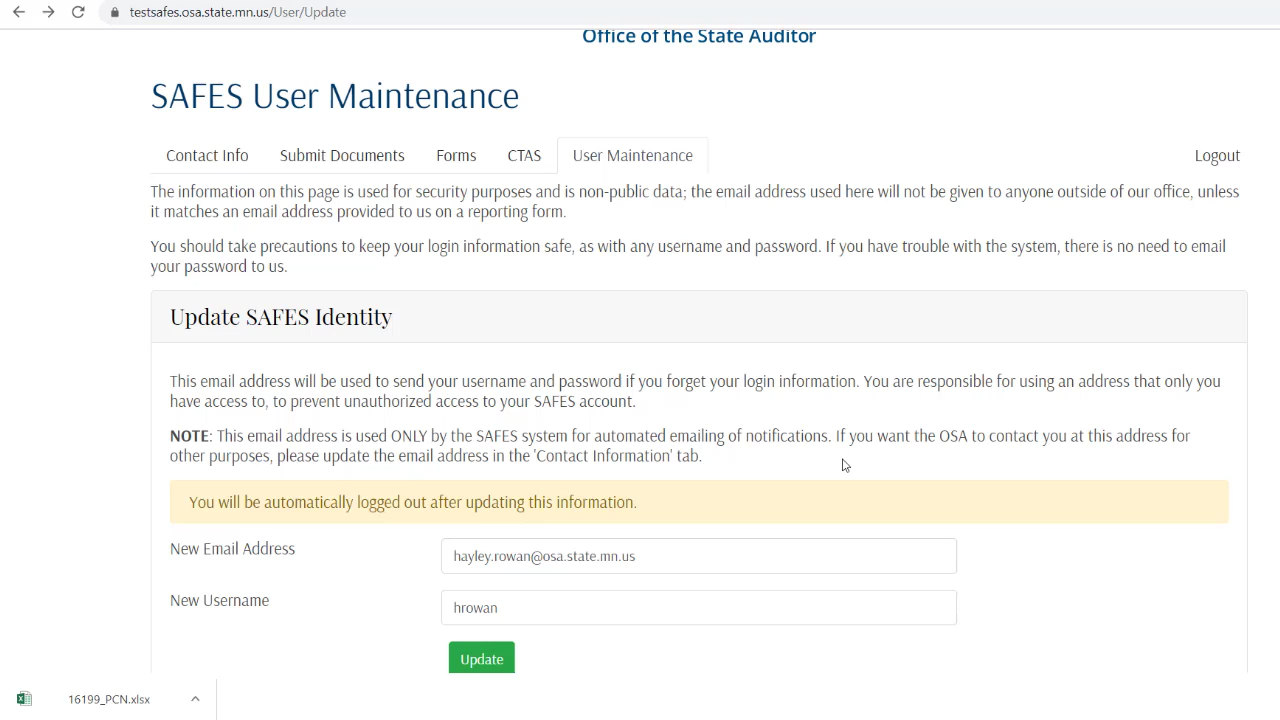 testsafes.osa.state.mn.us/User/Update
Office of the State Auditor
SAFES User Maintenance
Contact Info Submit Documents Forms CTAS User Maintenance Logout
The information on this page is used for security purposes and is non-public data; the email address used here will not be given to anyone outside of our office, unless
it matches an email address provided to us on a reporting form.
You should take precautions to keep your login information safe, as with any username and password. If you have trouble with the system, there is no need to email
your password to us.
Update SAFES Identity
This email address will be used to send your username and password if you forget your login information. You are responsible for using an address that only you
have access to, to prevent unauthorized access to your SAFES account.
NOTE: This email address is used ONLY by the SAFES system for automated emailing of notifications. If you want the OSA to contact you at this address for
other purposes, please update the email address in the 'Contact Information' tab.
You will be automatically logged out after updating this information.
New Email Address hayley.rowan@osa.state.mn.us
New Username hrowan
Update
16199_PCN.xlsx